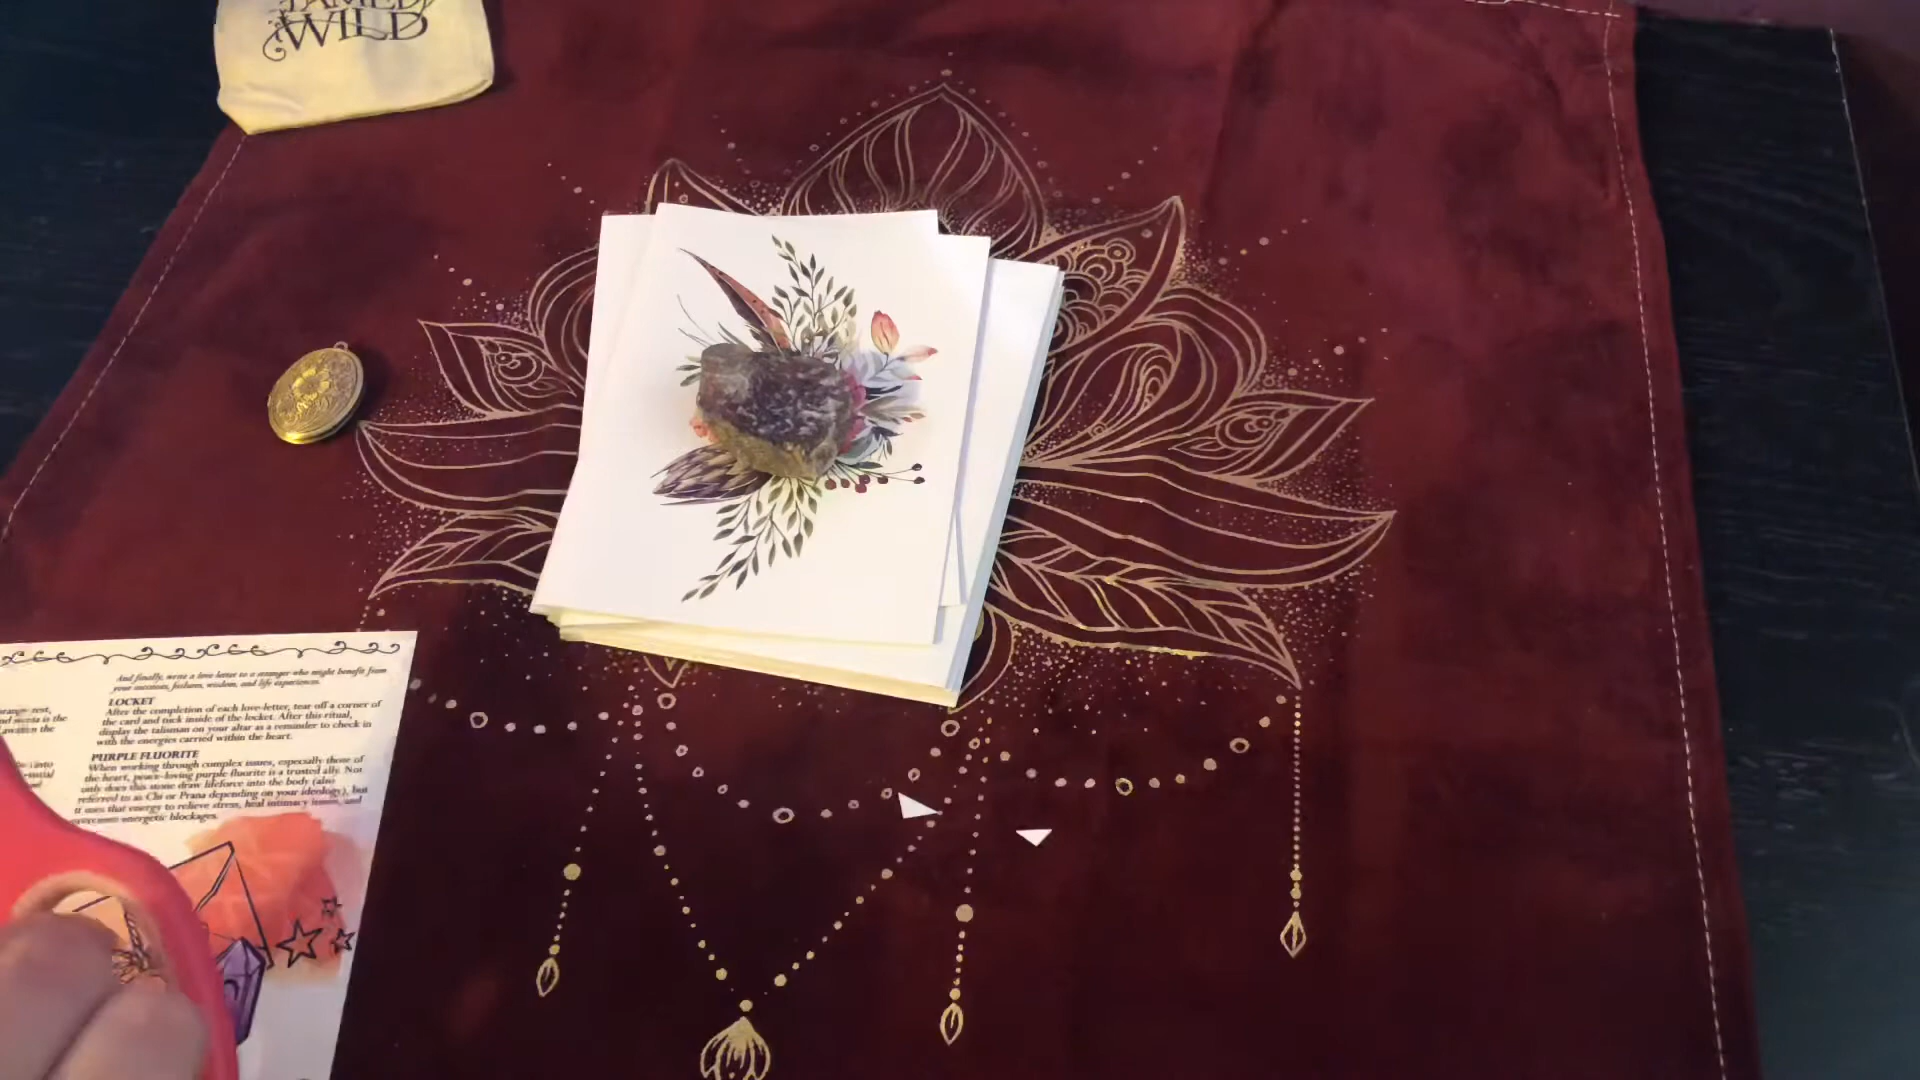 TAMED
WILD
And finally, write a love letter to a stranger who might benefit from
your successes, failures, wisdom, and life experiences.
LOCKET
After the completion of each love-letter, tear off a corner of
the card and tuck inside of the locket. After this ritual,
display the talisman on your altar as a reminder to check in
with the energies carried within the heart.
PURPLE FLUORITE
When working through complex issues, especially those of
the heart, peace-loving purple fluorite is a trusted ally. Not
only does this stone draw lifeforce into the body (also
referred to as Chi or Prana depending on your ideology), but
it uses that energy to relieve stress, heal intimacy issues, and
overcome energetic blockages.
is the
the